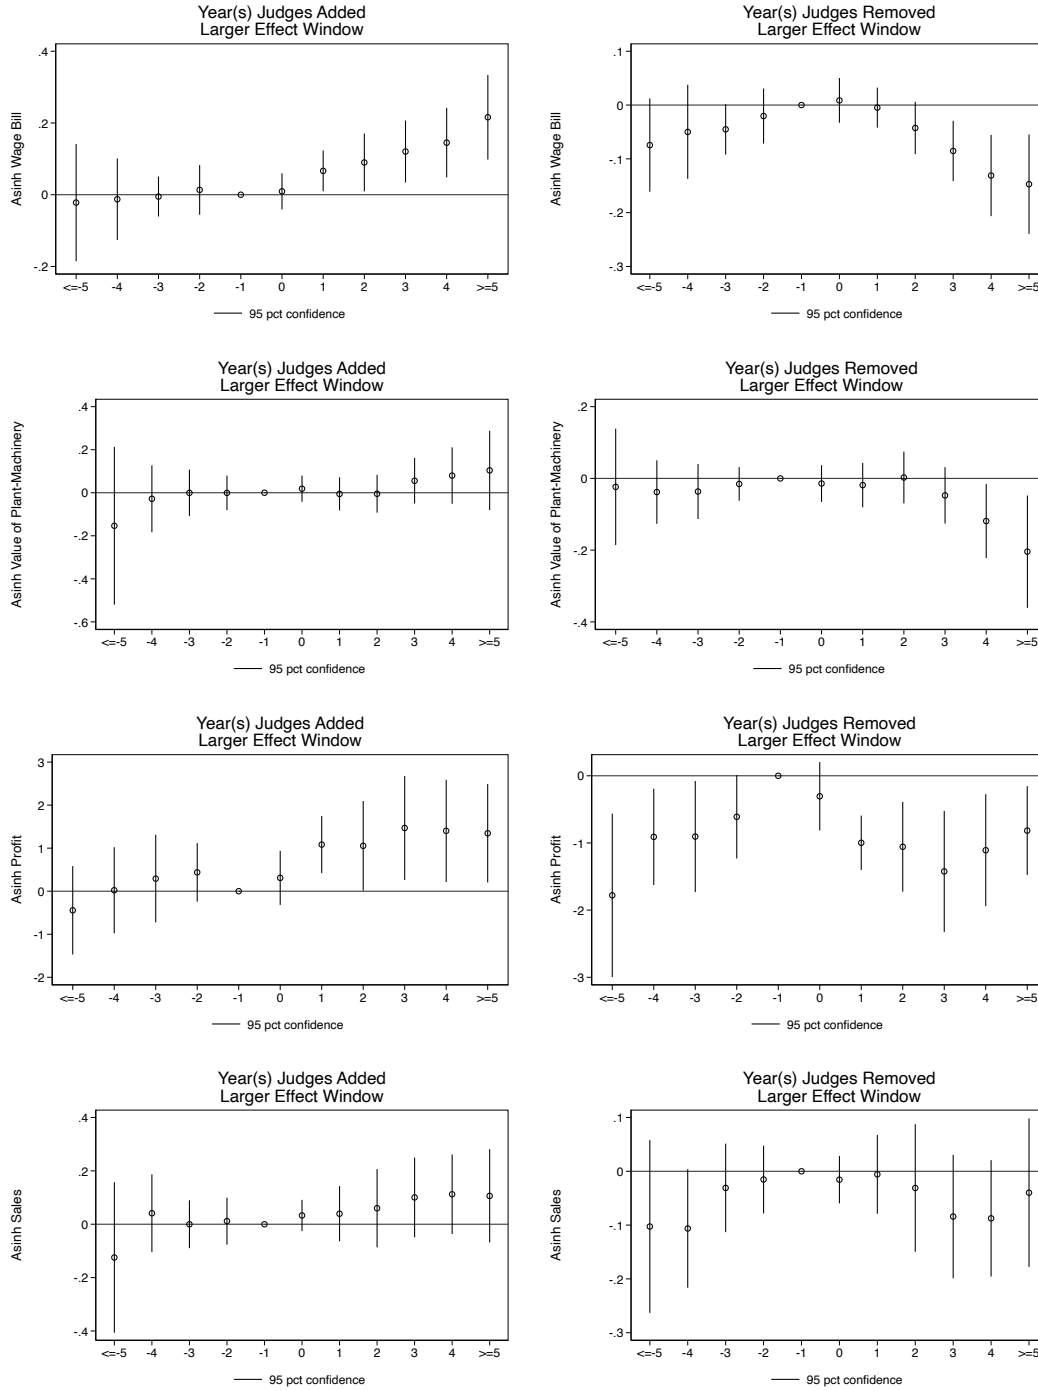 Year(s) Judges Added
Larger Effect Window
Asinh Wage Bill
.4
.2
0
-.2
<=-5 -4 -3 -2 -1 0 1 2 3 4 >=5
95 pct confidence
Year(s) Judges Removed
Larger Effect Window
Asinh Wage Bill
.1
0
-.1
-.2
-.3
<=-5 -4 -3 -2 -1 0 1 2 3 4 >=5
95 pct confidence
Year(s) Judges Added
Larger Effect Window
Asinh Value of Plant-Machinery
.4
.2
0
-.2
-.4
-.6
<=-5 -4 -3 -2 -1 0 1 2 3 4 >=5
95 pct confidence
Year(s) Judges Removed
Larger Effect Window
Asinh Value of Plant-Machinery
.2
0
-.2
-.4
<=-5 -4 -3 -2 -1 0 1 2 3 4 >=5
95 pct confidence
Year(s) Judges Added
Larger Effect Window
Asinh Profit
3
2
1
0
-1
-2
<=-5 -4 -3 -2 -1 0 1 2 3 4 >=5
95 pct confidence
Year(s) Judges Removed
Larger Effect Window
Asinh Profit
0
-1
-2
-3
<=-5 -4 -3 -2 -1 0 1 2 3 4 >=5
95 pct confidence
Year(s) Judges Added
Larger Effect Window
Asinh Sales
.4
.2
0
-.2
-.4
<=-5 -4 -3 -2 -1 0 1 2 3 4 >=5
95 pct confidence
Year(s) Judges Removed
Larger Effect Window
Asinh Sales
.1
0
-.1
-.2
-.3
<=-5 -4 -3 -2 -1 0 1 2 3 4 >=5
95 pct confidence